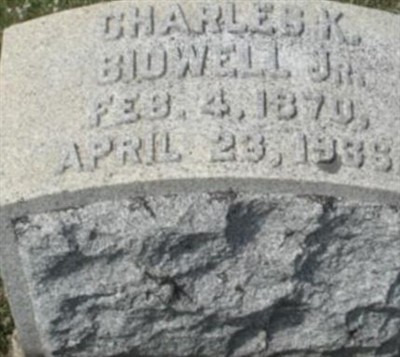 CHARLES K.
BIDWELL JR.
FEB. 4, 1870,
APRIL 23,